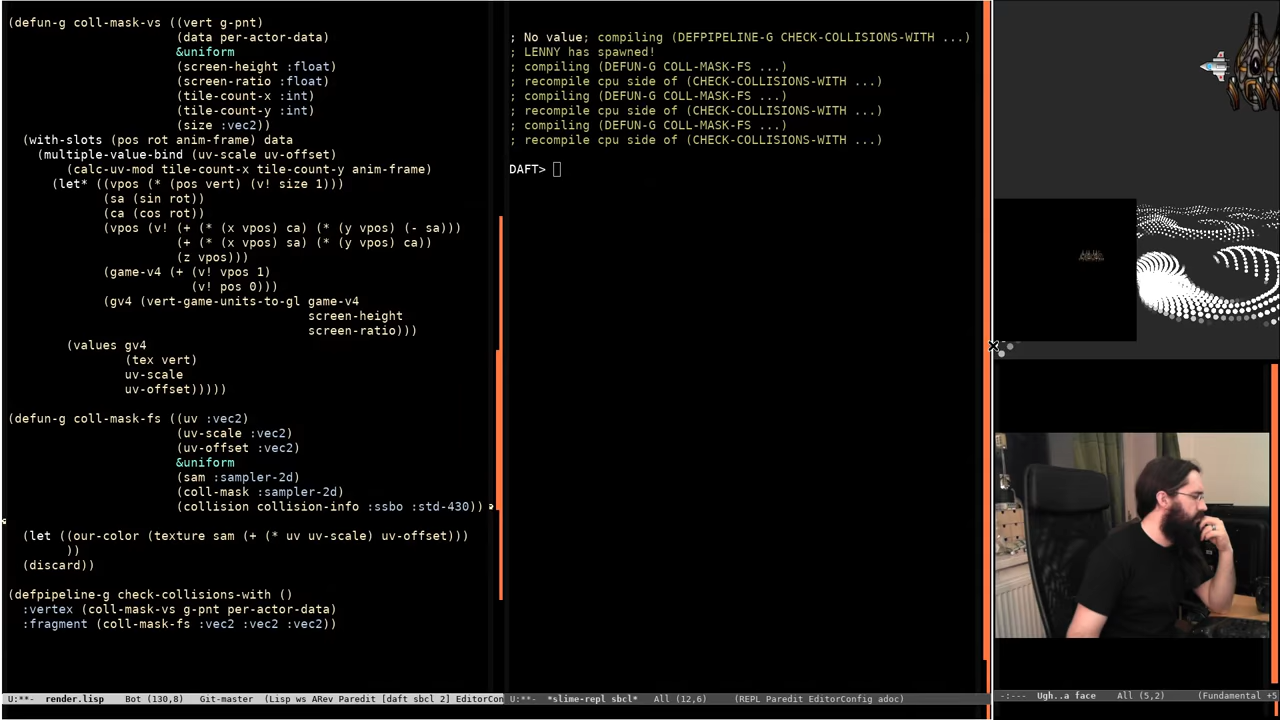 (defun-g coll-mask-vs ((vert g-pnt)
(data per-actor-data)
&uniform
(screen-height :float)
(screen-ratio :float)
(tile-count-x :int)
(tile-count-y :int)
(size :vec2))
(with-slots (pos rot anim-frame) data
(multiple-value-bind (uv-scale uv-offset)
(calc-uv-mod tile-count-x tile-count-y anim-frame)
(let* ((vpos (* (pos vert) (v! size 1)))
(sa (sin rot))
(ca (cos rot))
(vpos (v! (+ (* (x vpos) ca) (* (y vpos) (- sa)))
(+ (* (x vpos) sa) (* (y vpos) ca))
(z vpos)))
(game-v4 (+ (v! vpos 1)
(v! pos 0)))
(gv4 (vert-game-units-to-gl game-v4
screen-height
screen-ratio)))
(values gv4
(tex vert)
uv-scale
uv-offset)))))
(defun-g coll-mask-fs ((uv :vec2)
(uv-scale :vec2)
(uv-offset :vec2)
&uniform
(sam :sampler-2d)
(coll-mask :sampler-2d)
(collision collision-info :ssbo :std-430))
(let ((our-color (texture sam (+ (* uv uv-scale) uv-offset)))
))
(discard))
(defpipeline-g check-collisions-with ()
:vertex (coll-mask-vs g-pnt per-actor-data)
:fragment (coll-mask-fs :vec2 :vec2 :vec2))
U:**- render.lisp Bot (130,8) Git-master (Lisp ws ARev Paredit [daft sbcl 2] EditorCon
; No value; compiling (DEFPIPELINE-G CHECK-COLLISIONS-WITH ...)
; LENNY has spawned!
; compiling (DEFUN-G COLL-MASK-FS ...)
; recompile cpu side of (CHECK-COLLISIONS-WITH ...)
; compiling (DEFUN-G COLL-MASK-FS ...)
; recompile cpu side of (CHECK-COLLISIONS-WITH ...)
; compiling (DEFUN-G COLL-MASK-FS ...)
; recompile cpu side of (CHECK-COLLISIONS-WITH ...)
DAFT>
U:**- *slime-repl sbcl* All (12,6) (REPL Paredit EditorConfig adoc)
-:--- Ugh..a face All (5,2) (Fundamental +5